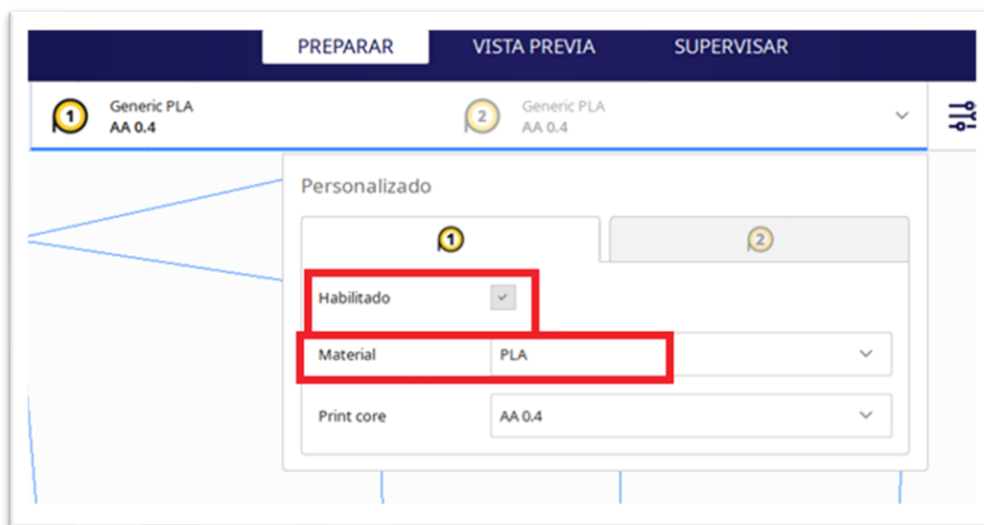 PREPARAR VISTA PREVIA SUPERVISAR
1 Generic PLA 2 Generic PLA
AA 0.4 AA 0.4
Personalizado
1 2
Habilitado
Material PLA
Print core AA 0.4